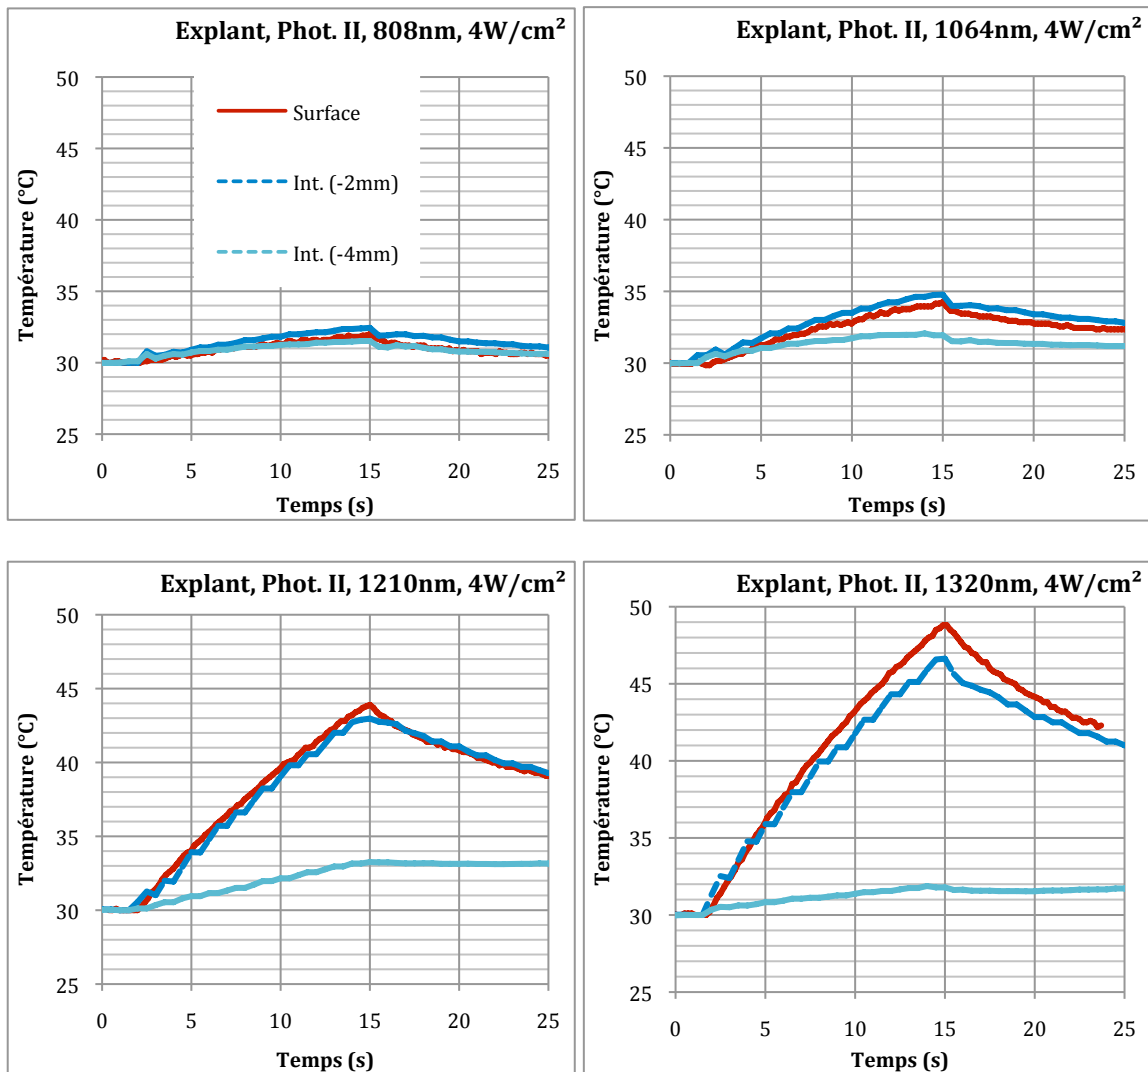 Explant, Phot. II, 808nm, 4W/cm²
50
45
40
35
30
25
Température (°C)
Surface
Int. (-2mm)
Int. (-4mm)
0 5 10 15 20 25
Temps (s)
Explant, Phot. II, 1064nm, 4W/cm²
50
45
40
35
30
25
Température (°C)
0 5 10 15 20 25
Temps (s)
Explant, Phot. II, 1210nm, 4W/cm²
50
45
40
35
30
25
Température (°C)
0 5 10 15 20 25
Temps (s)
Explant, Phot. II, 1320nm, 4W/cm²
50
45
40
35
30
25
Température (°C)
0 5 10 15 20 25
Temps (s)